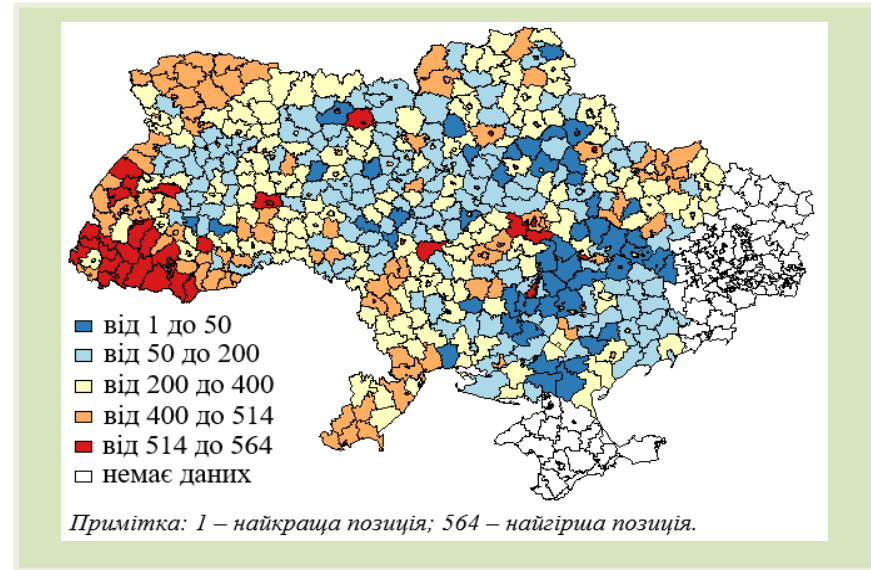 від 1 до 50
від 50 до 200
від 200 до 400
від 400 до 514
від 514 до 564
немає даних
Примітка: 1 – найкраща позиція; 564 – найгірша позиція.